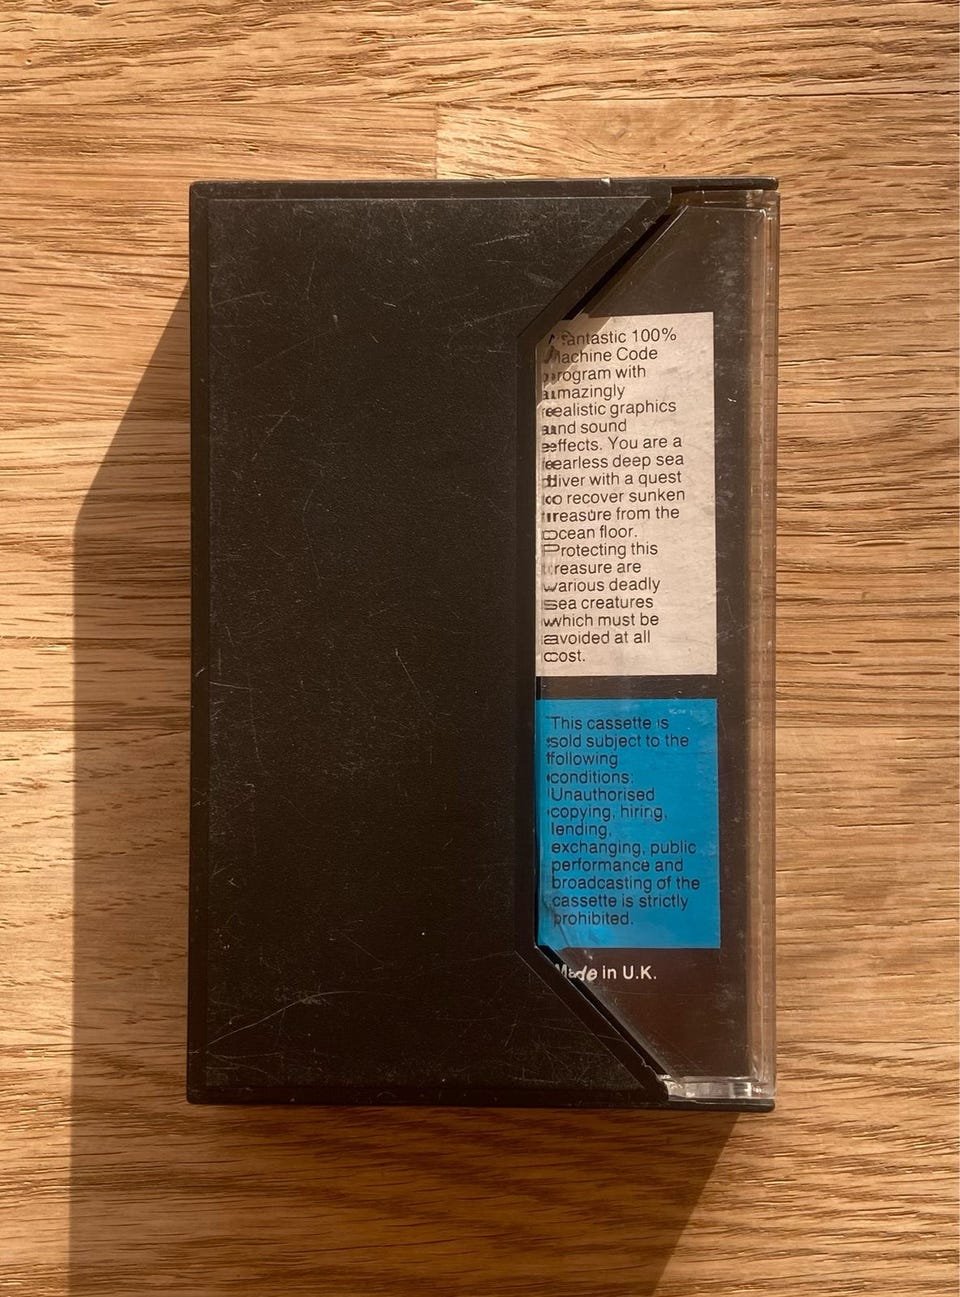 A fantastic 100%
Machine Code
program with
amazingly
realistic graphics
and sound
effects. You are a
fearless deep sea
diver with a quest
to recover sunken
treasure from the
ocean floor.
Protecting this
treasure are
various deadly
sea creatures
which must be
avoided at all
cost.
This cassette is
sold subject to the
following
conditions:
Unauthorised
copying, hiring,
lending,
exchanging, public
performance and
broadcasting of the
cassette is strictly
prohibited.
Made in U.K.